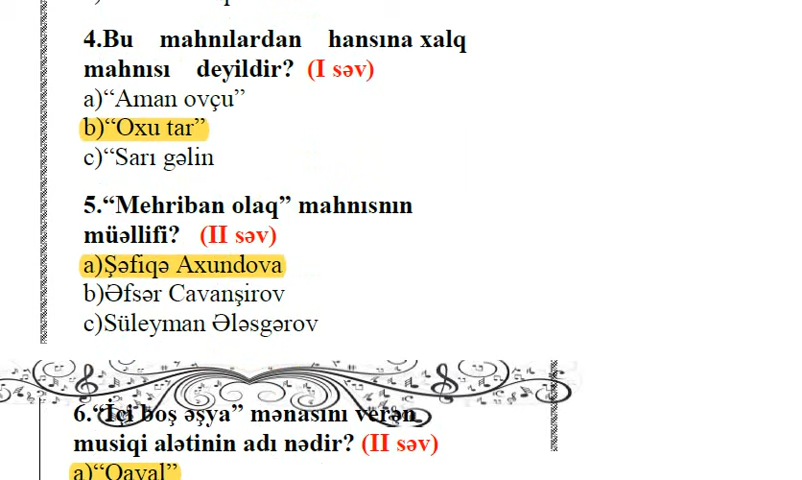 4.Bu mahnılardan hansına xalq
mahnısı deyildir? (I səv)
a)“Aman ovçu”
b)“Oxu tar”
c)“Sarı gəlin
5.“Mehriban olaq” mahnısnın
müəllifi? (II səv)
a)Şəfiqə Axundova
b)Əfsər Cavanşirov
c)Süleyman Ələsgərov
6.“İçi boş əşya” mənasını verən
musiqi alətinin adı nədir? (II səv)
a)“Qaval”